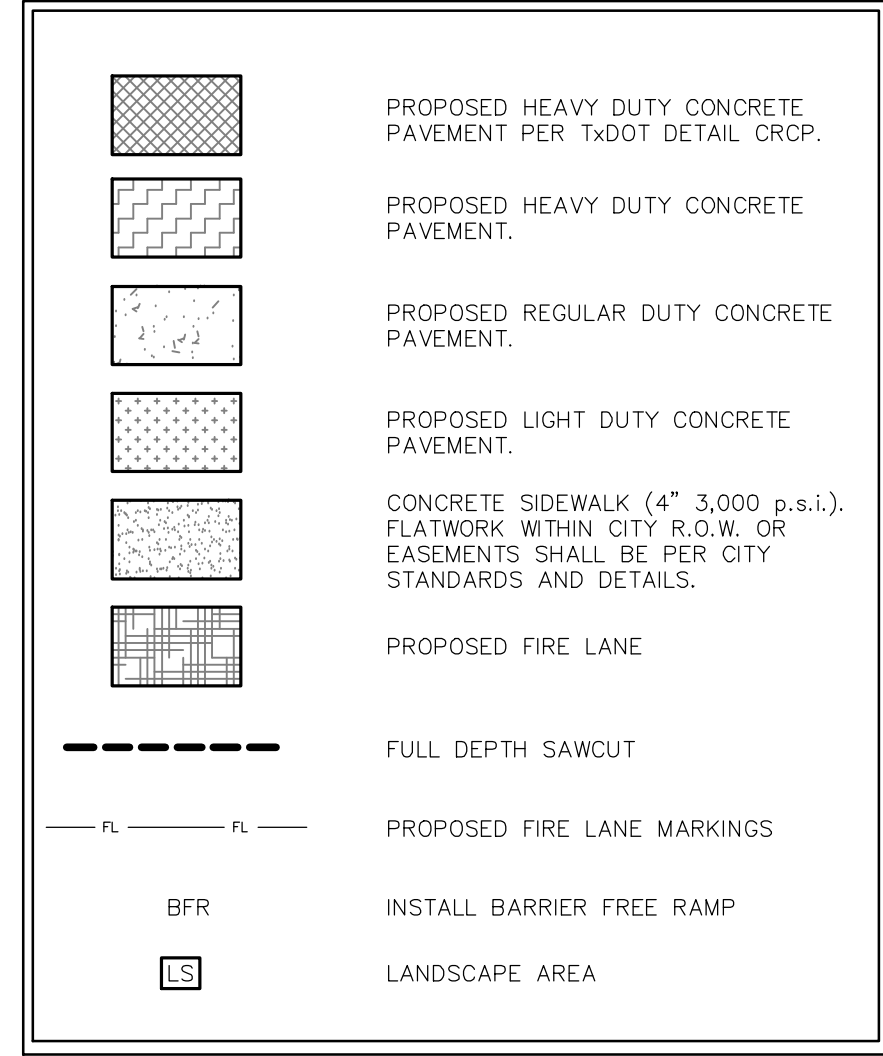 PROPOSED HEAVY DUTY CONCRETE
PAVEMENT PER TxDOT DETAIL CRCP.
PROPOSED HEAVY DUTY CONCRETE
PAVEMENT.
PROPOSED REGULAR DUTY CONCRETE
PAVEMENT.
PROPOSED LIGHT DUTY CONCRETE
PAVEMENT.
CONCRETE SIDEWALK (4" 3,000 p.s.i.).
FLATWORK WITHIN CITY R.O.W. OR
EASEMENTS SHALL BE PER CITY
STANDARDS AND DETAILS.
PROPOSED FIRE LANE
FULL DEPTH SAWCUT
FL FL PROPOSED FIRE LANE MARKINGS
BFR INSTALL BARRIER FREE RAMP
LS LANDSCAPE AREA